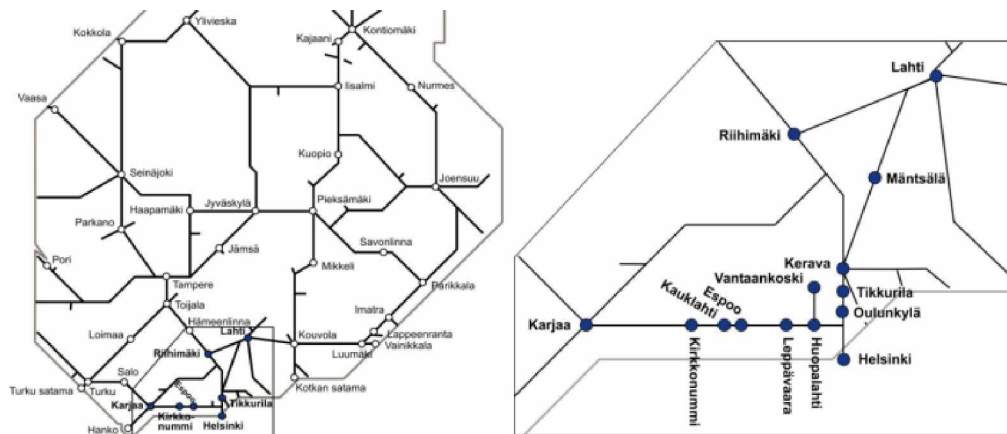 Ylivieska
Kokkola
Kajaani
Kontiomäki
Iisalmi
Nurmes
Vaasa
Kuopio
Seinäjoki
Joensuu
Haapamäki
Jyväskylä
Pieksämäki
Parkano
Savonlinna
Jämsä
Pori
Mikkeli
Tampere
Parikkala
Toijala
Imatra
Hämeenlinna
Loimaa
Lahti
Kouvola
Lappeenranta
Vainikkala
Luumäki
Riihimäki
Salo
Turku
Turku satama
Espoo
Kotkan satama
Karjaa
Tikkurila
Kirkko-
nummi
Hanko
Helsinki
Lahti
Riihimäki
Mäntsälä
Kerava
Vantaankoski
Tikkurila
Espoo
Kauklahti
Oulunkylä
Karjaa
Kirkkonummi
Leppävaara
Huopalahti
Helsinki